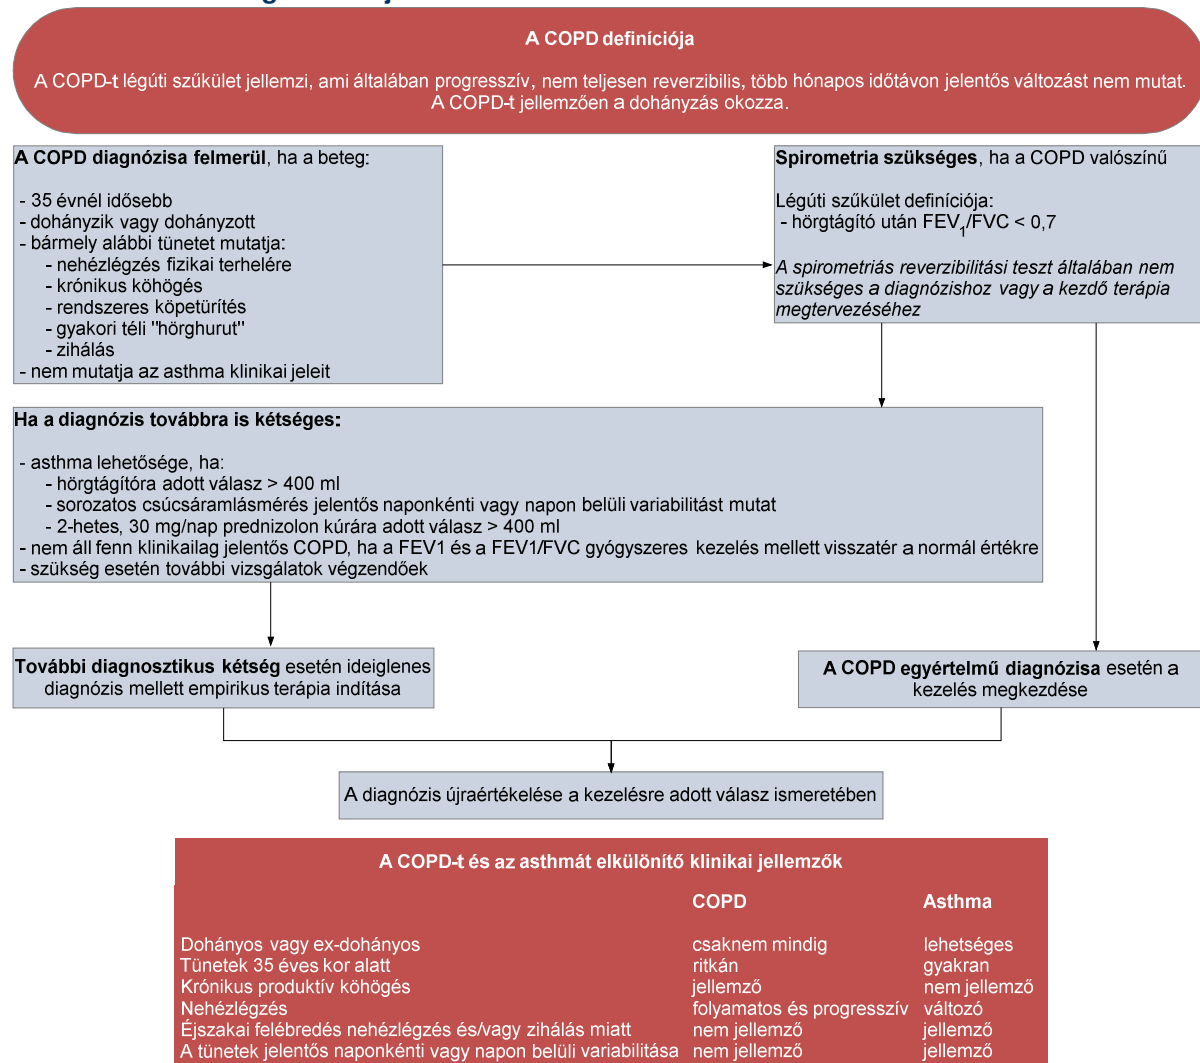 A COPD definíciója
A COPD-t légúti szűkület jellemzi, ami általában progresszív, nem teljesen reverzibilis, több hónapos időtávon jelentős változást nem mutat.
A COPD-t jellemzően a dohányzás okozza.
A COPD diagnózisa felmerül, ha a beteg:
- 35 évnél idősebb
- dohányzik vagy dohányzott
- bármely alábbi tünetet mutatja:
- nehézlégzés fizikai terhelére
- krónikus köhögés
- rendszeres köpetürítés
- gyakori téli "hörghurut"
- zihálás
- nem mutatja az asthma klinikai jeleit
Spirometria szükséges, ha a COPD valószínű
Légúti szűkület definíciója:
- hörgtágító után FEV1/FVC < 0,7
A spirometriás reverzibilitási teszt általában nem
szükséges a diagnózishoz vagy a kezdő terápia
megtervezéséhez
Ha a diagnózis továbbra is kétséges:
- asthma lehetősége, ha:
- hörgtágítóra adott válasz > 400 ml
- sorozatos csúcsáramlásmérés jelentős naponkénti vagy napon belüli variabilitást mutat
- 2-hetes, 30 mg/nap prednizolon kúrára adott válasz > 400 ml
- nem áll fenn klinikailag jelentős COPD, ha a FEV1 és a FEV1/FVC gyógyszeres kezelés mellett visszatér a normál értékre
- szükség esetén további vizsgálatok végzendőek
További diagnosztikus kétség esetén ideiglenes
diagnózis mellett empirikus terápia indítása
A COPD egyértelmű diagnózisa esetén a
kezelés megkezdése
A diagnózis újraértékelése a kezelésre adott válasz ismeretében
A COPD-t és az asthmát elkülönítő klinikai jellemzők
COPD Asthma
Dohányos vagy ex-dohányos csaknem mindig lehetséges
Tünetek 35 éves kor alatt ritkán gyakran
Krónikus produktív köhögés jellemző nem jellemző
Nehézlégzés folyamatos és progresszív változó
Éjszakai felébredés nehézlégzés és/vagy zihálás miatt nem jellemző jellemző
A tünetek jelentős naponkénti vagy napon belüli variabilitása nem jellemző jellemző